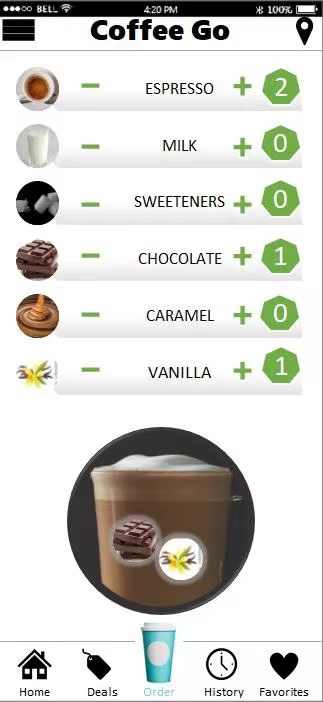 BELL 4:20 PM 100%
Coffee Go
− ESPRESSO + 2
− MILK + 0
− SWEETENERS + 0
− CHOCOLATE + 1
− CARAMEL + 0
− VANILLA + 1
Home Deals Order History Favorites